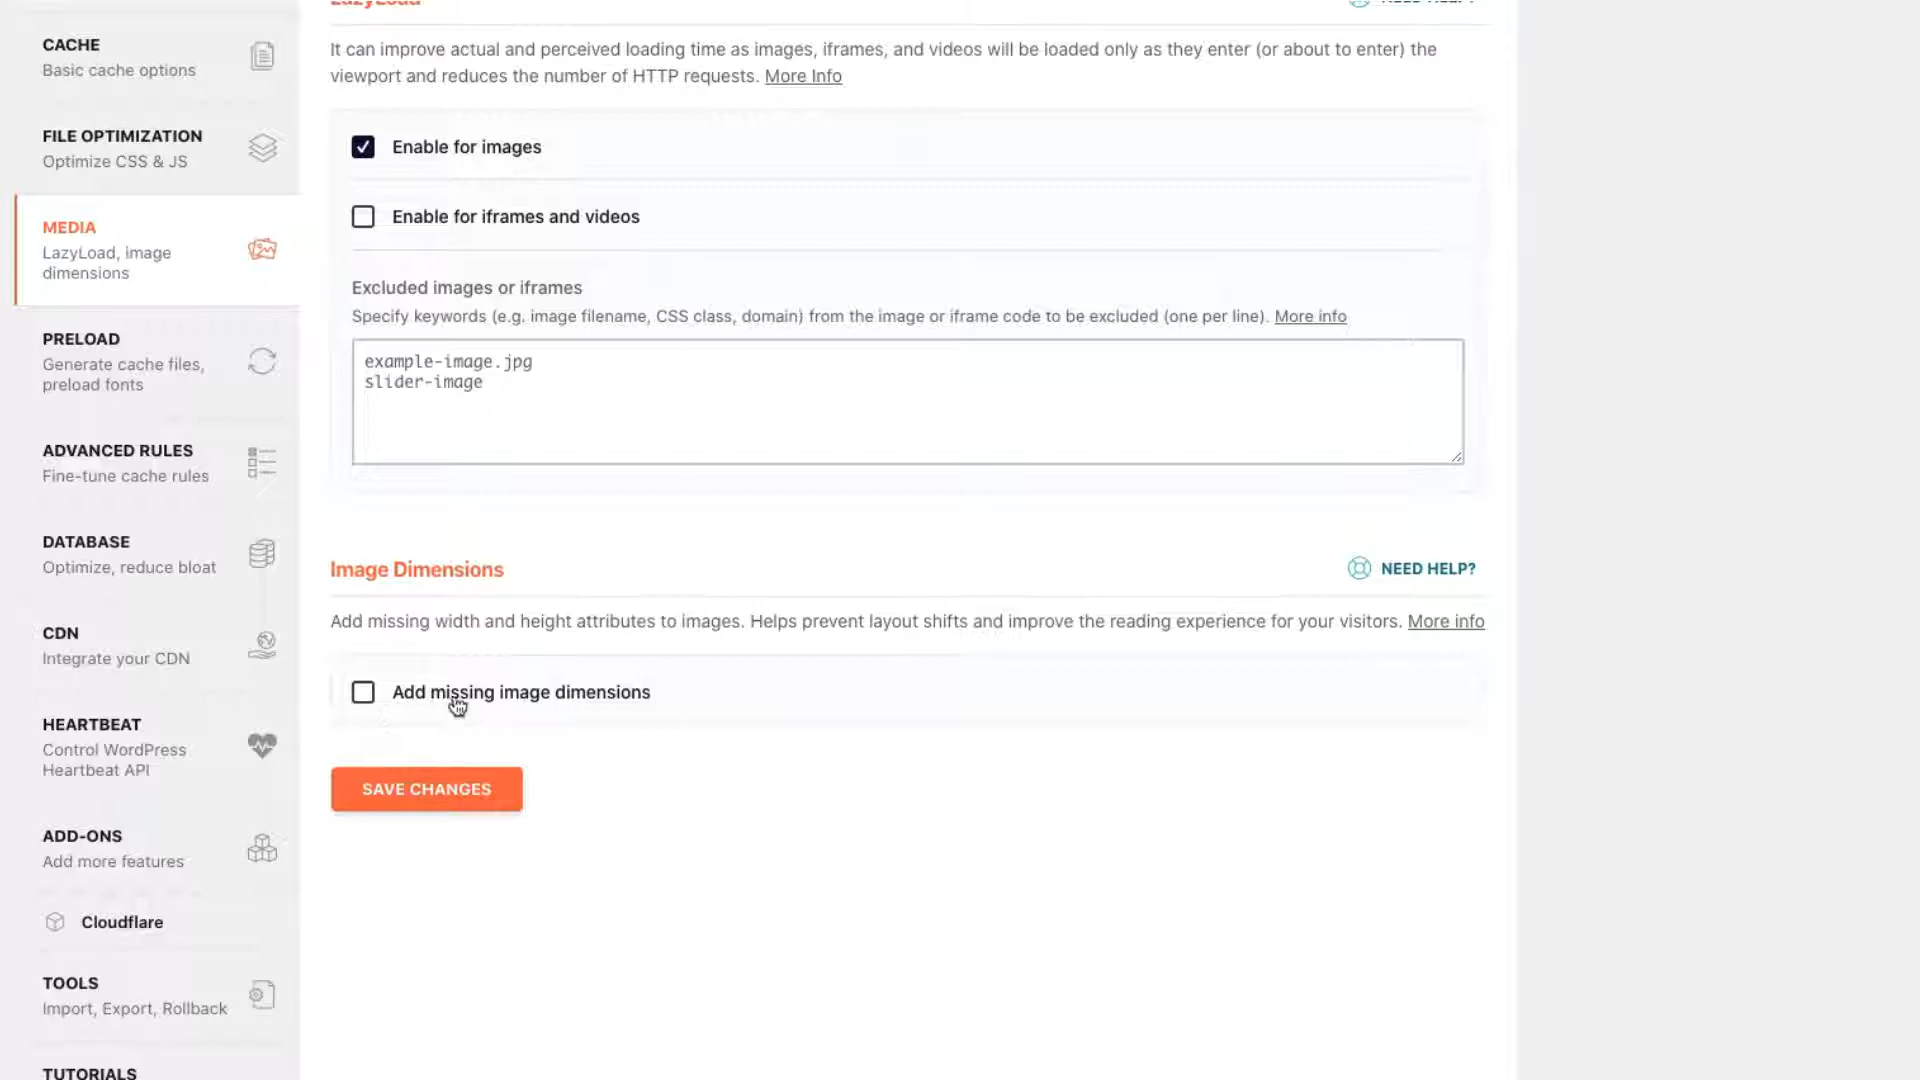 CACHE
Basic cache options
FILE OPTIMIZATION
Optimize CSS & JS
MEDIA
LazyLoad, image
dimensions
PRELOAD
Generate cache files,
preload fonts
ADVANCED RULES
Fine-tune cache rules
DATABASE
Optimize, reduce bloat
CDN
Integrate your CDN
HEARTBEAT
Control WordPress
Heartbeat API
ADD-ONS
Add more features
Cloudflare
TOOLS
Import, Export, Rollback
TUTORIALS
LazyLoad
NEED HELP?
It can improve actual and perceived loading time as images, iframes, and videos will be loaded only as they enter (or about to enter) the
viewport and reduces the number of HTTP requests. More Info
Enable for images
Enable for iframes and videos
Excluded images or iframes
Specify keywords (e.g. image filename, CSS class, domain) from the image or iframe code to be excluded (one per line). More info
example-image.jpg
slider-image
Image Dimensions
NEED HELP?
Add missing width and height attributes to images. Helps prevent layout shifts and improve the reading experience for your visitors. More info
Add missing image dimensions
SAVE CHANGES